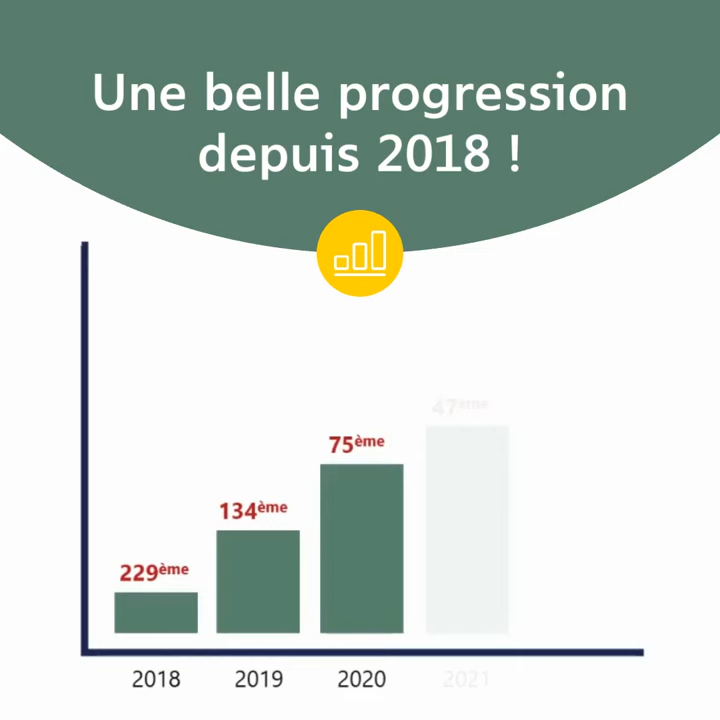 Une belle progression
depuis 2018 !
47ème
75ème
134ème
229ème
2018 2019 2020 2021